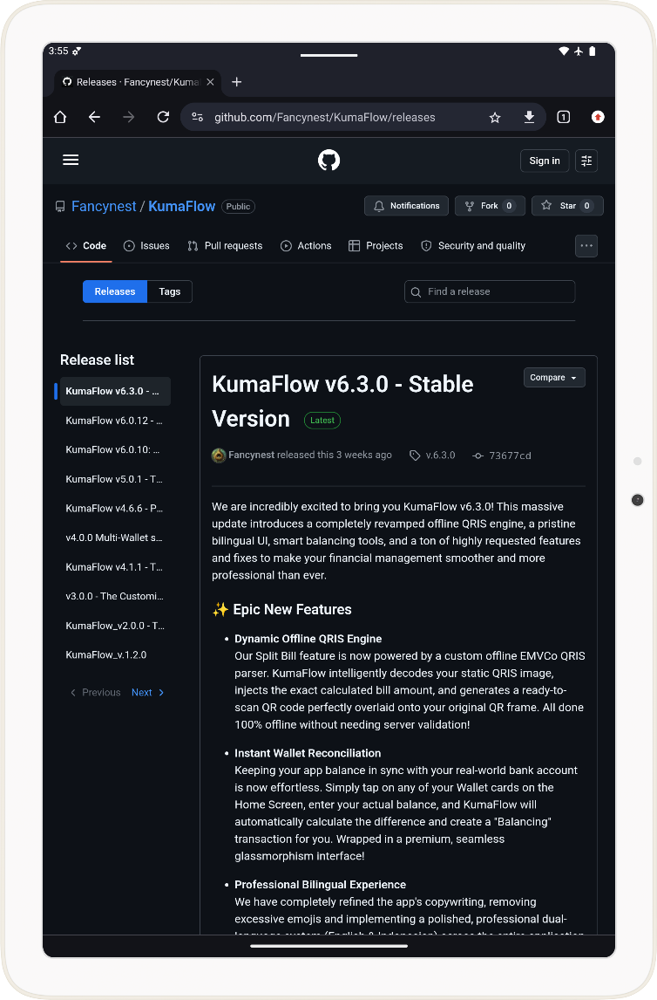 3:55
Releases · Fancynest/Kuma
github.com/Fancynest/KumaFlow/releases
1
Sign in
Fancynest / KumaFlow Public
Notifications
Fork 0
Star 0
Code
Issues
Pull requests
Actions
Projects
Security and quality
Releases
Tags
Find a release
Release list
KumaFlow v6.3.0 - ...
KumaFlow v6.0.12 - ...
KumaFlow v6.0.10: ...
KumaFlow v5.0.1 - T...
KumaFlow v4.6.6 - P...
v4.0.0 Multi-Wallet s...
KumaFlow v4.1.1 - T...
v3.0.0 - The Customi...
KumaFlow_v2.0.0 - T...
KumaFlow_v.1.2.0
Previous
Next
KumaFlow v6.3.0 - Stable
Version Latest
Compare
Fancynest released this 3 weeks ago
v.6.3.0
73677cd
We are incredibly excited to bring you KumaFlow v6.3.0! This massive
update introduces a completely revamped offline QRIS engine, a pristine
bilingual UI, smart balancing tools, and a ton of highly requested features
and fixes to make your financial management smoother and more
professional than ever.
✨ Epic New Features
• Dynamic Offline QRIS Engine
Our Split Bill feature is now powered by a custom offline EMVCo QRIS
parser. KumaFlow intelligently decodes your static QRIS image,
injects the exact calculated bill amount, and generates a ready-to-
scan QR code perfectly overlaid onto your original QR frame. All done
100% offline without needing server validation!
• Instant Wallet Reconciliation
Keeping your app balance in sync with your real-world bank account
is now effortless. Simply tap on any of your Wallet cards on the
Home Screen, enter your actual balance, and KumaFlow will
automatically calculate the difference and create a "Balancing"
transaction for you. Wrapped in a premium, seamless
glassmorphism interface!
• Professional Bilingual Experience
We have completely refined the app's copywriting, removing
excessive emojis and implementing a polished, professional dual-
language system (English & Indonesian) across the entire application